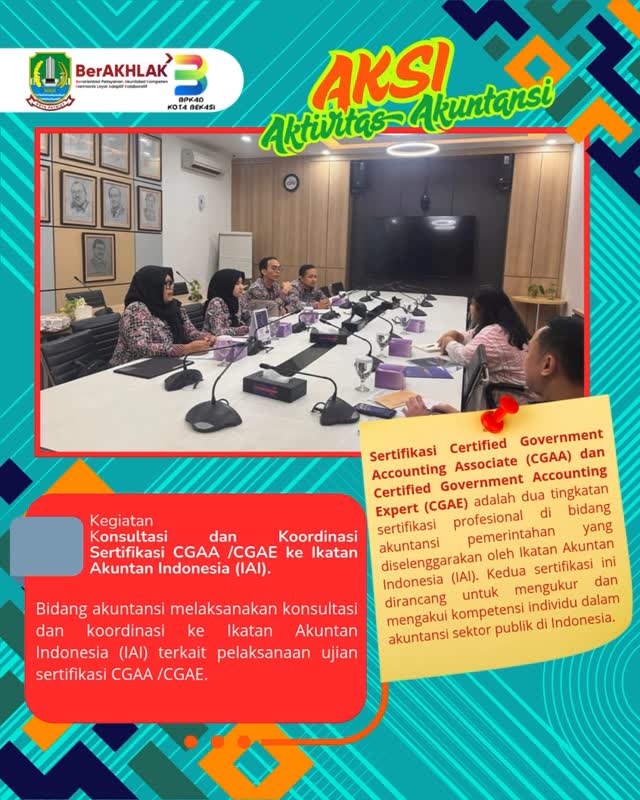 BerAKHLAK
Berorientasi Pelayanan Akuntabel Kompeten
Harmonis Loyal Adaptif Kolaboratif
BPKAD
KOTA BEKASI
AKSI
Aktivitas Akuntansi
Kegiatan
Konsultasi dan Koordinasi
Sertifikasi CGAA /CGAE ke Ikatan
Akuntan Indonesia (IAI).
Bidang akuntansi melaksanakan konsultasi
dan koordinasi ke Ikatan Akuntan
Indonesia (IAI) terkait pelaksanaan ujian
sertifikasi CGAA /CGAE.
Sertifikasi Certified Government
Accounting Associate (CGAA) dan
Certified Government Accounting
Expert (CGAE) adalah dua tingkatan
sertifikasi profesional di bidang
akuntansi pemerintahan yang
diselenggarakan oleh Ikatan Akuntan
Indonesia (IAI). Kedua sertifikasi ini
dirancang untuk mengukur dan
mengakui kompetensi individu dalam
akuntansi sektor publik di Indonesia.